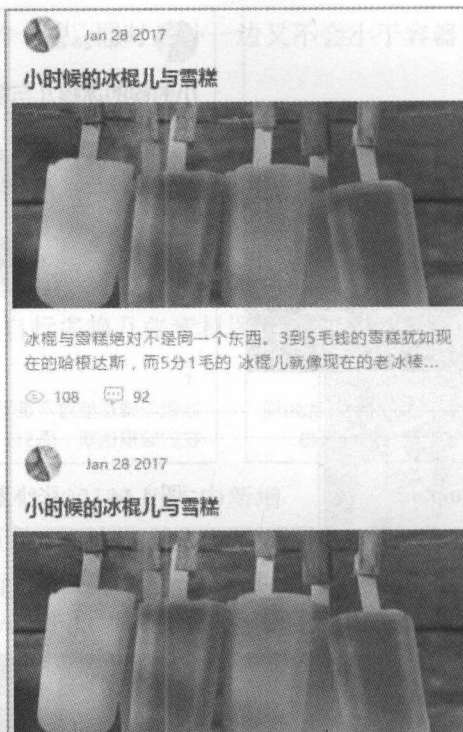 Jan 28 2017
小时候的冰棍儿与雪糕
冰棍与雪糕绝对不是同一个东西。3到5毛钱的雪糕犹如现
在的哈根达斯，而5分1毛的 冰棍儿就像现在的老冰棒...
108 92
Jan 28 2017
小时候的冰棍儿与雪糕